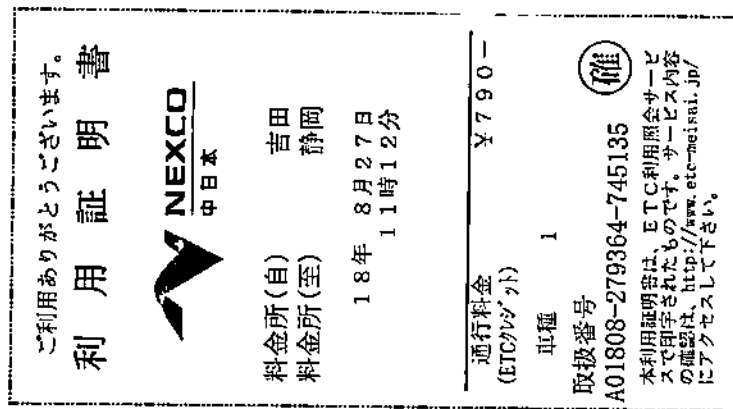 ご利用ありがとうございます。
利用証明書
NEXCO
中日本
料金所(自) 吉田
料金所(至) 静岡
18年 8月27日
11時12分
通行料金 ¥790-
(ETCクレジット)
車種 1
取扱番号
A01808-279364-745135
確
本利用証明書は、ETC利用照会サービ
スで印字されたものです。サービス内容
の確認は、http://www.etc-meisai.jp/
にアクセスして下さい。